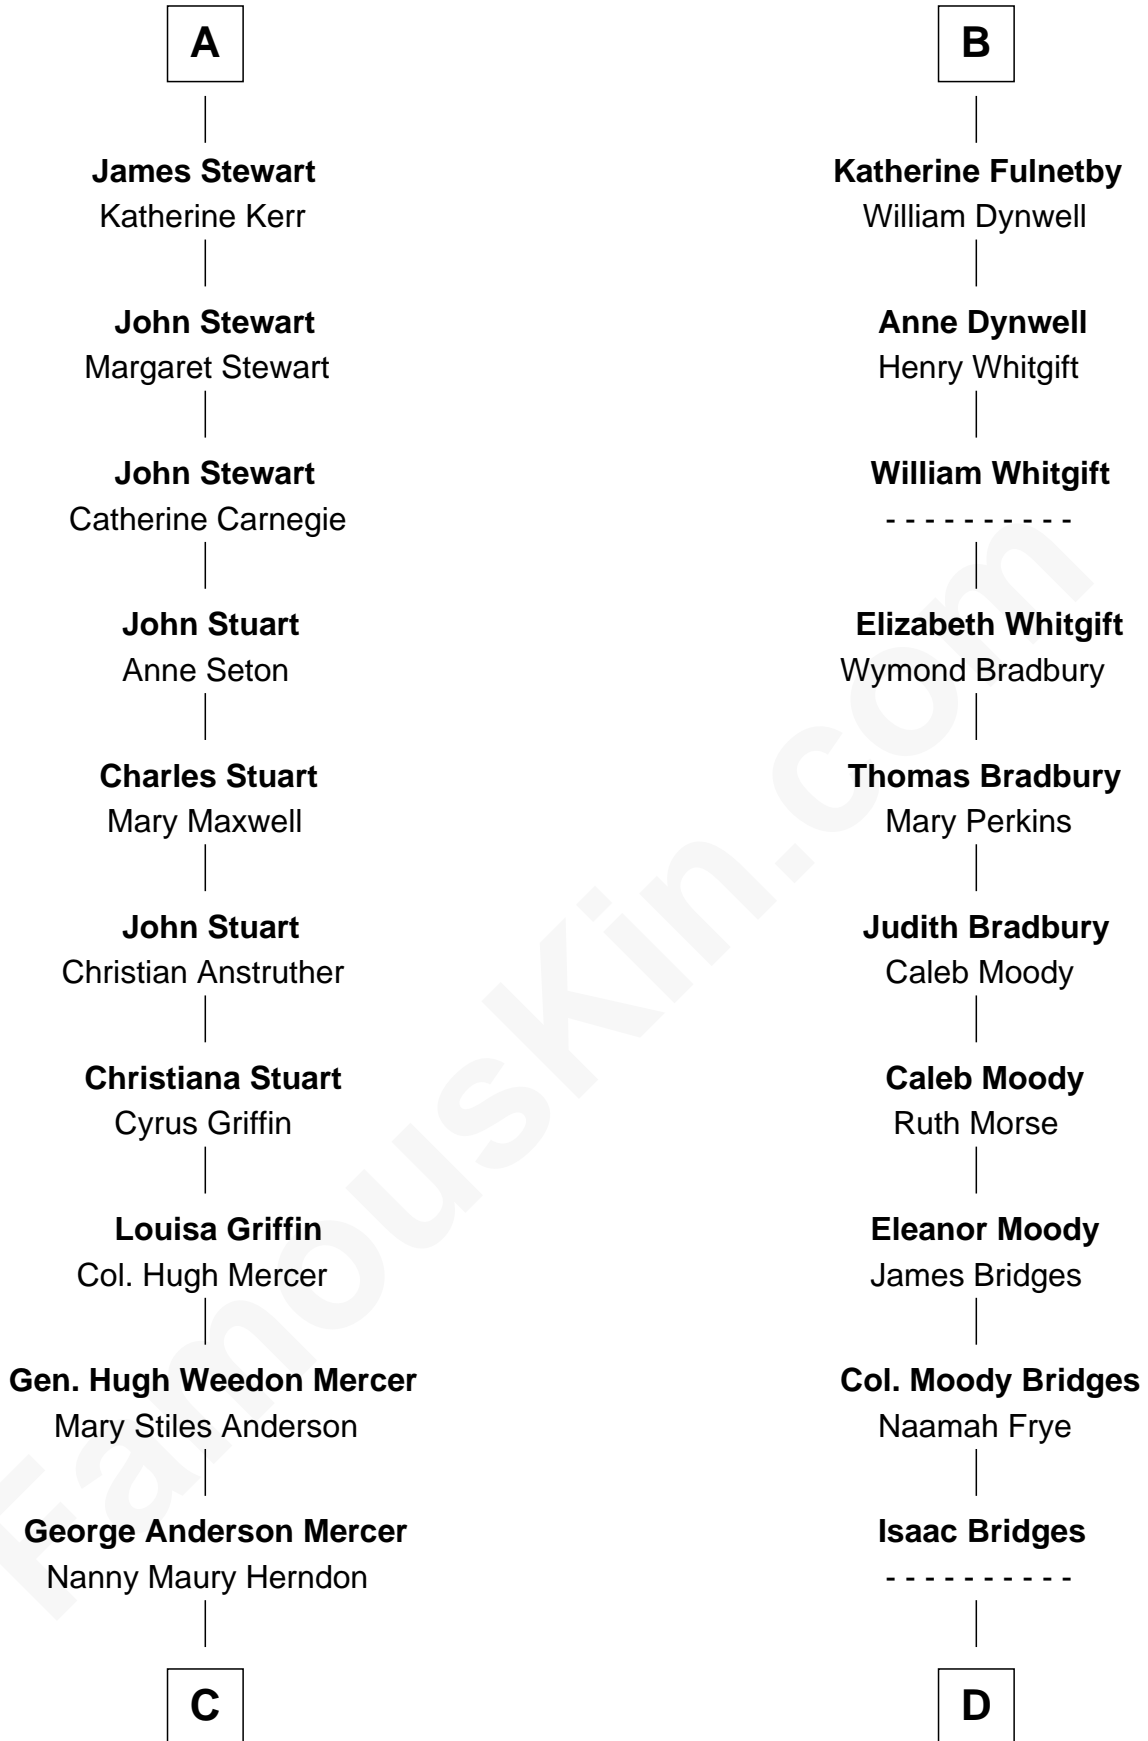 A
James Stewart
Katherine Kerr
John Stewart
Margaret Stewart
John Stewart
Catherine Carnegie
John Stuart
Anne Seton
Charles Stuart
Mary Maxwell
John Stuart
Christian Anstruther
Christiana Stuart
Cyrus Griffin
Louisa Griffin
Col. Hugh Mercer
Gen. Hugh Weedon Mercer
Mary Stiles Anderson
George Anderson Mercer
Nanny Maury Herndon
C
B
Katherine Fulnetby
William Dynwell
Anne Dynwell
Henry Whitgift
William Whitgift
- - - - - - - - - -
Elizabeth Whitgift
Wymond Bradbury
Thomas Bradbury
Mary Perkins
Judith Bradbury
Caleb Moody
Caleb Moody
Ruth Morse
Eleanor Moody
James Bridges
Col. Moody Bridges
Naamah Frye
Isaac Bridges
- - - - - - - - - -
D
FamousKin.com